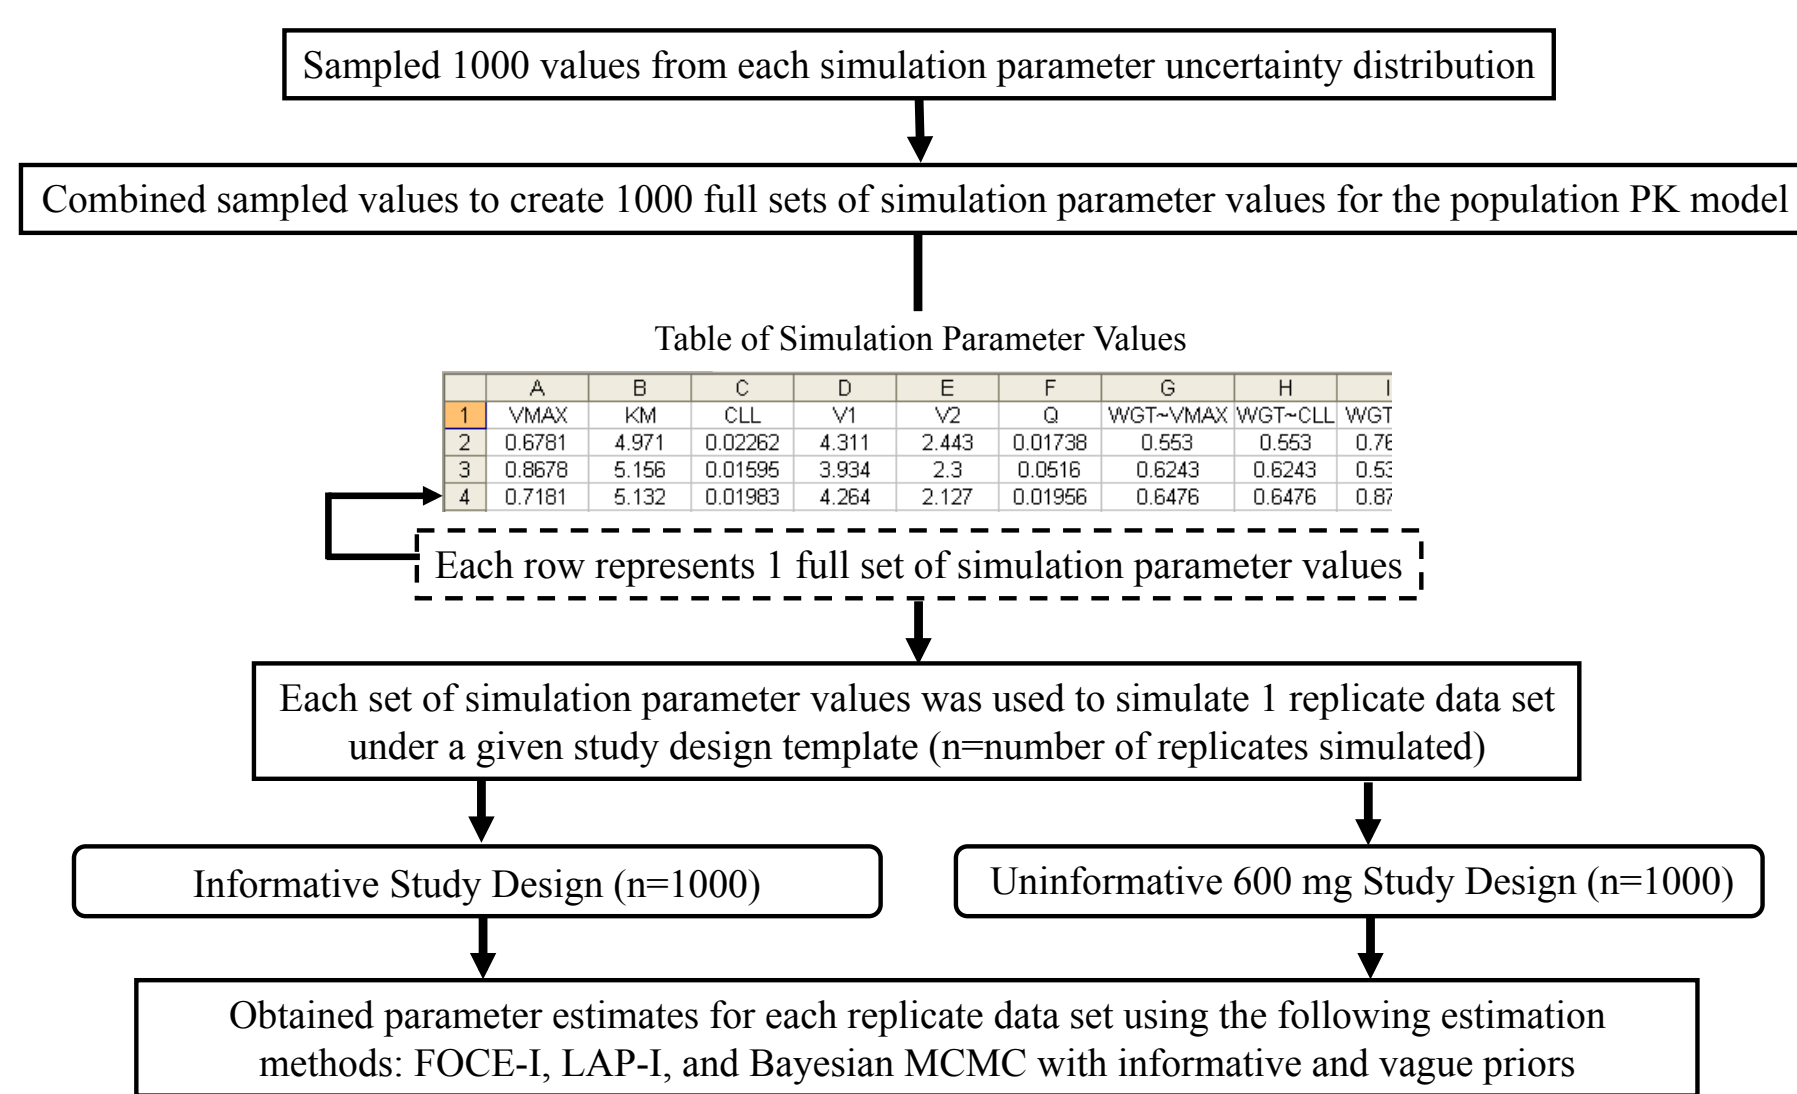 Sampled 1000 values from each simulation parameter uncertainty distribution
Combined sampled values to create 1000 full sets of simulation parameter values for the population PK model
Table of Simulation Parameter Values
A B C D E F G H I
1 VMAX KM CLL V1 V2 Q WGT~VMAX WGT~CLL WGT
2 0.6781 4.971 0.02262 4.311 2.443 0.01738 0.553 0.553 0.76
3 0.8678 5.156 0.01595 3.934 2.3 0.0516 0.6243 0.6243 0.53
4 0.7181 5.132 0.01983 4.264 2.127 0.01956 0.6476 0.6476 0.87
Each row represents 1 full set of simulation parameter values
Each set of simulation parameter values was used to simulate 1 replicate data set
under a given study design template (n=number of replicates simulated)
Informative Study Design (n=1000)
Uninformative 600 mg Study Design (n=1000)
Obtained parameter estimates for each replicate data set using the following estimation
methods: FOCE-I, LAP-I, and Bayesian MCMC with informative and vague priors